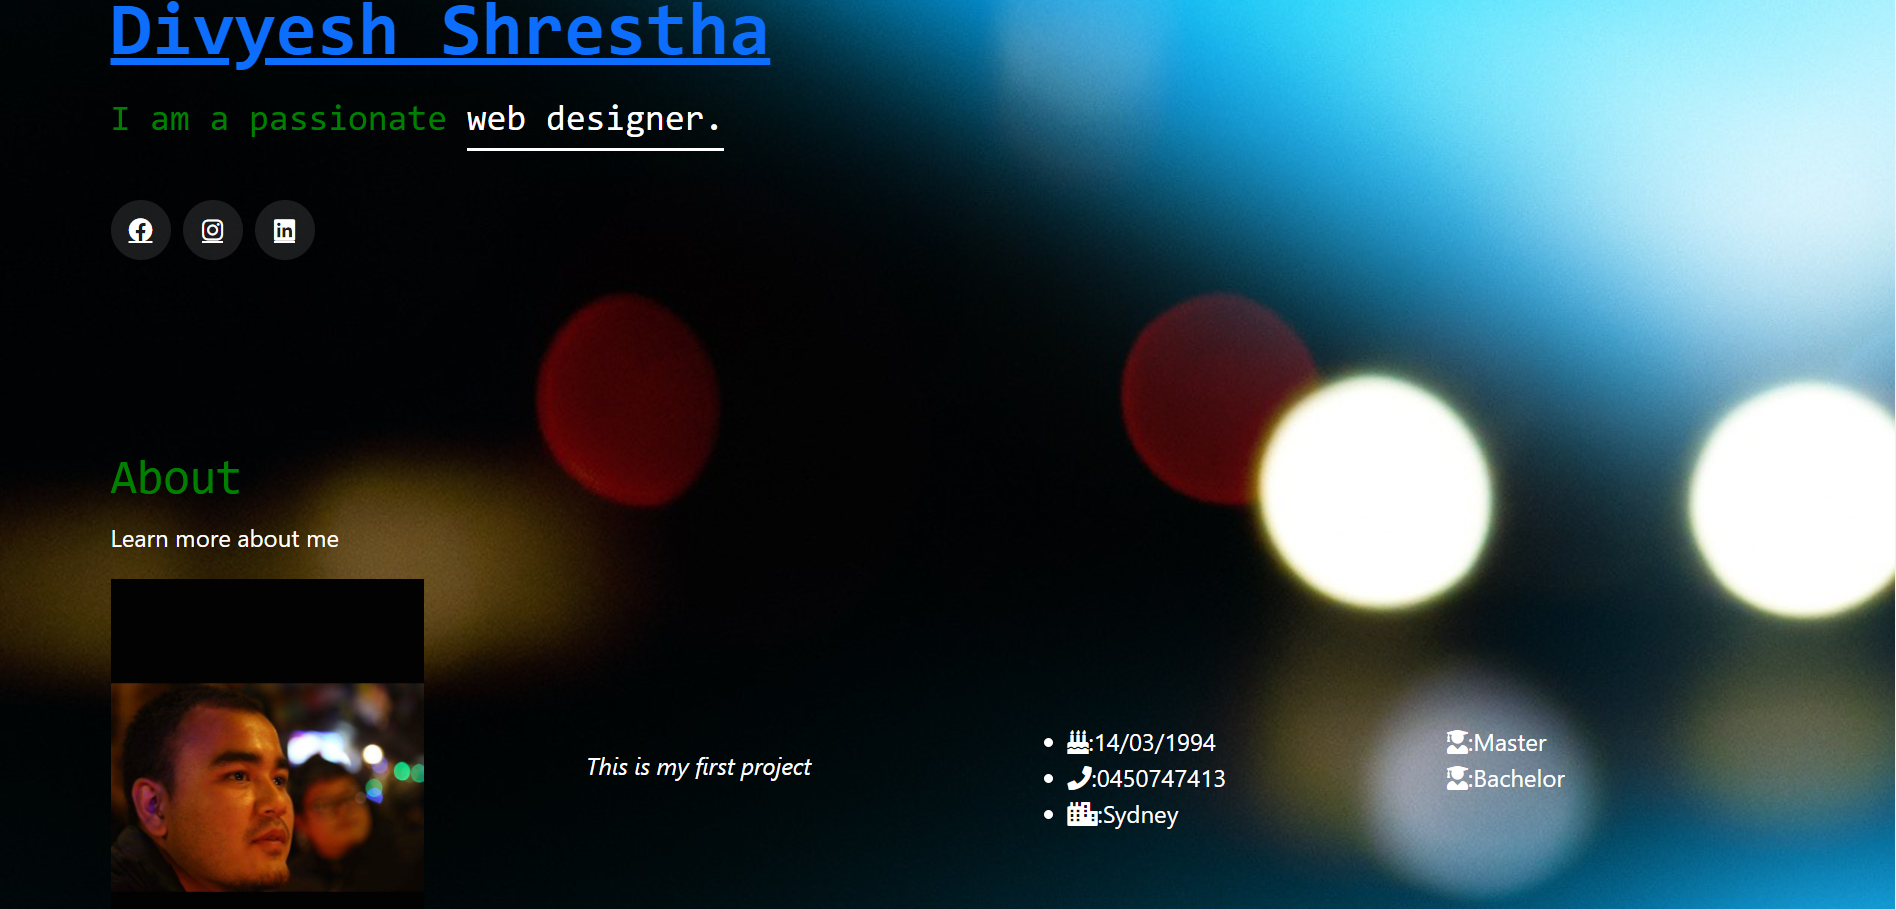 Divyesh Shrestha
I am a passionate web designer.
About
Learn more about me
This is my first project
:14/03/1994
:0450747413
:Sydney
:Master
:Bachelor